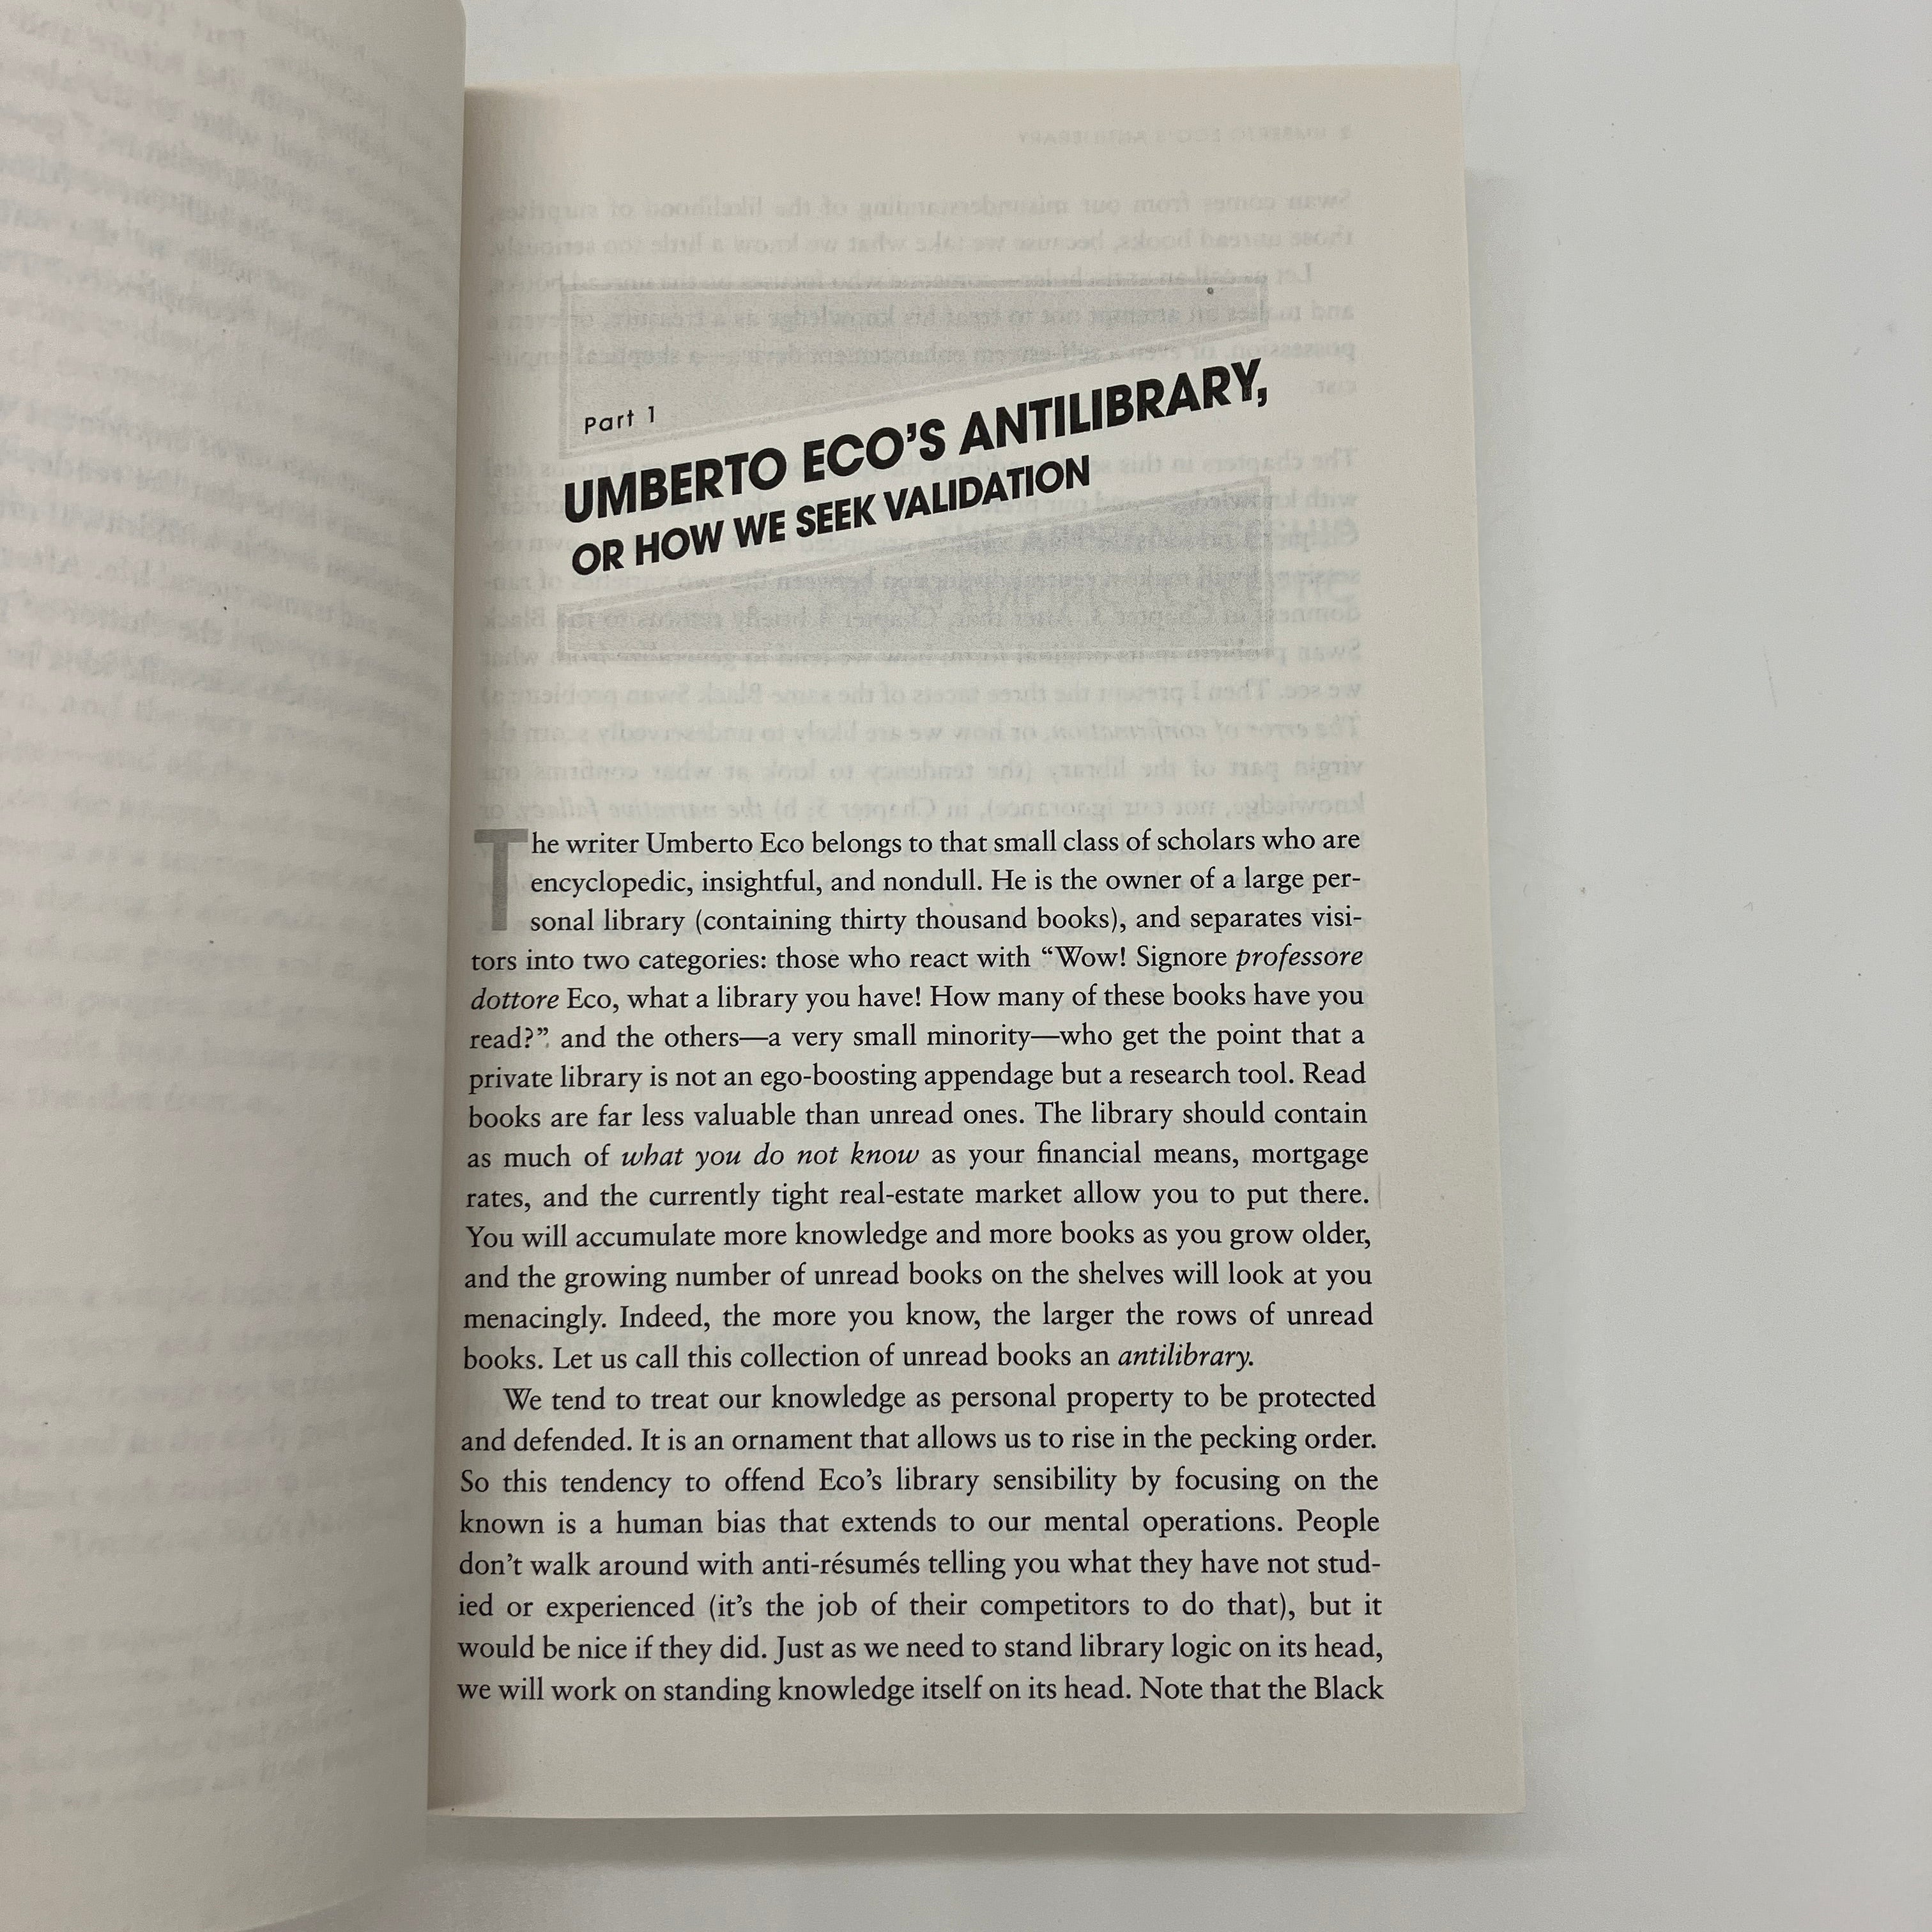 Part 1
UMBERTO ECO'S ANTILIBRARY,
OR HOW WE SEEK VALIDATION
The writer Umberto Eco belongs to that small class of scholars who are
encyclopedic, insightful, and nondull. He is the owner of a large per-
sonal library (containing thirty thousand books), and separates visi-
tors into two categories: those who react with “Wow! Signore professore
dottore Eco, what a library you have! How many of these books have you
read?” and the others—a very small minority—who get the point that a
private library is not an ego-boosting appendage but a research tool. Read
books are far less valuable than unread ones. The library should contain
as much of what you do not know as your financial means, mortgage
rates, and the currently tight real-estate market allow you to put there.
You will accumulate more knowledge and more books as you grow older,
and the growing number of unread books on the shelves will look at you
menacingly. Indeed, the more you know, the larger the rows of unread
books. Let us call this collection of unread books an antilibrary.
We tend to treat our knowledge as personal property to be protected
and defended. It is an ornament that allows us to rise in the pecking order.
So this tendency to offend Eco’s library sensibility by focusing on the
known is a human bias that extends to our mental operations. People
don’t walk around with anti-résumés telling you what they have not stud-
ied or experienced (it’s the job of their competitors to do that), but it
would be nice if they did. Just as we need to stand library logic on its head,
we will work on standing knowledge itself on its head. Note that the Black